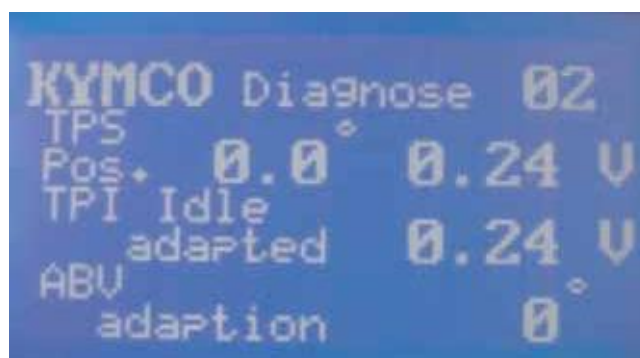 KYMCO Diagnose 02
TPS
Pos. 0.0° 0.24 V
TPI Idle
adapted 0.24 V
ABV
adaption 0°